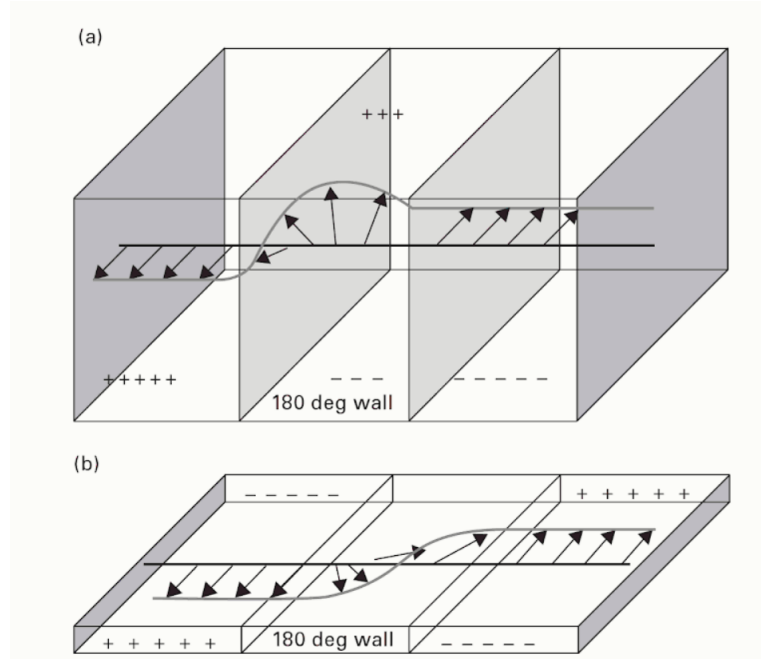 (a)
+ + +
+ + + + +
– – –
– – – – –
180 deg wall
(b)
– – – – –
+ + + + +
+ + + + +
180 deg wall
– – – – –